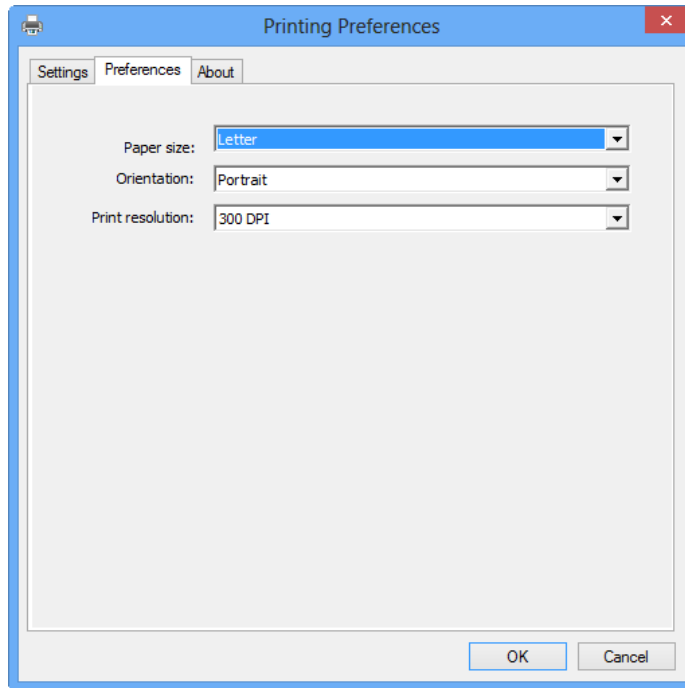 Printing Preferences
Settings Preferences About
Paper size: Letter
Orientation: Portrait
Print resolution: 300 DPI
OK Cancel